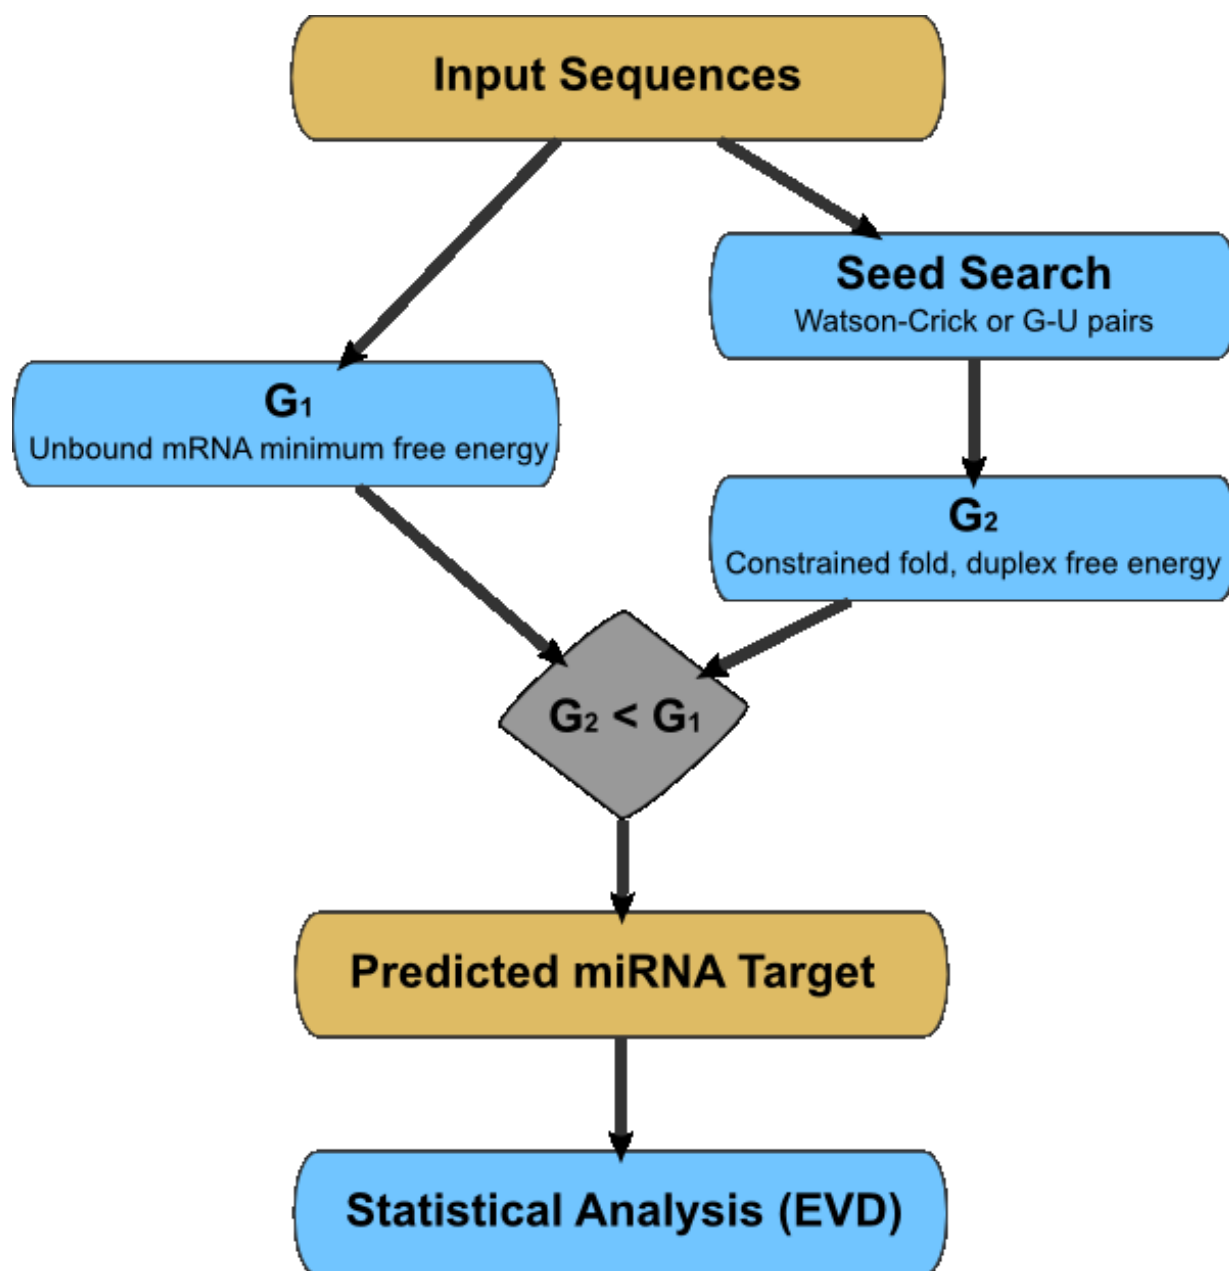 Input Sequences
Seed Search
Watson-Crick or G-U pairs
G₁
Unbound mRNA minimum free energy
G₂
Constrained fold, duplex free energy
G₂ < G₁
Predicted miRNA Target
Statistical Analysis (EVD)